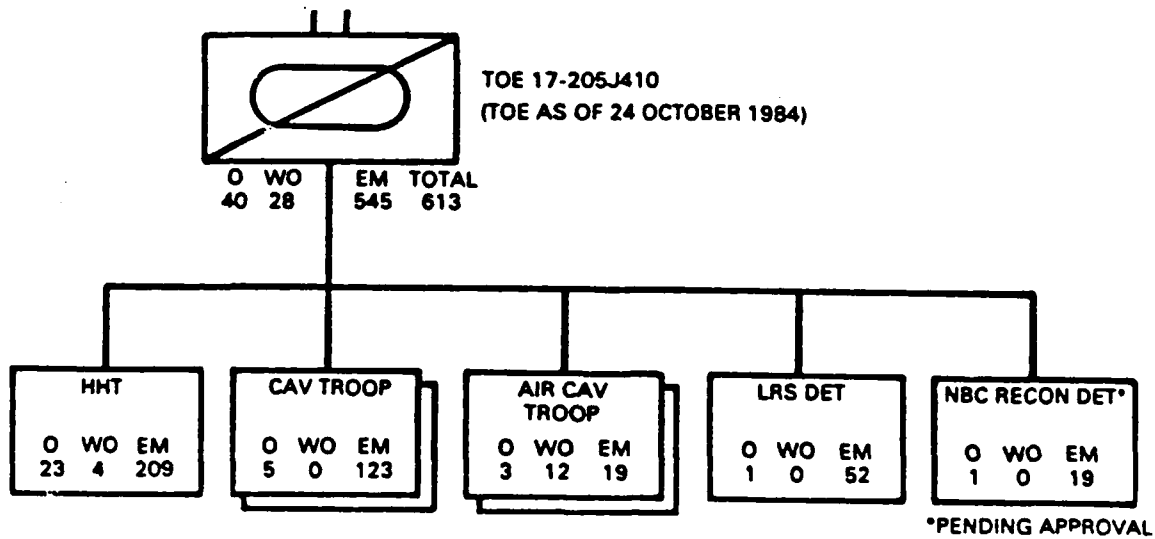 TOE 17-205J410
(TOE AS OF 24 OCTOBER 1984)
O WO EM TOTAL
40 28 545 613
HHT
O WO EM
23 4 209
CAV TROOP
O WO EM
5 0 123
AIR CAV
TROOP
O WO EM
3 12 19
LRS DET
O WO EM
1 0 52
NBC RECON DET*
O WO EM
1 0 19
*PENDING APPROVAL